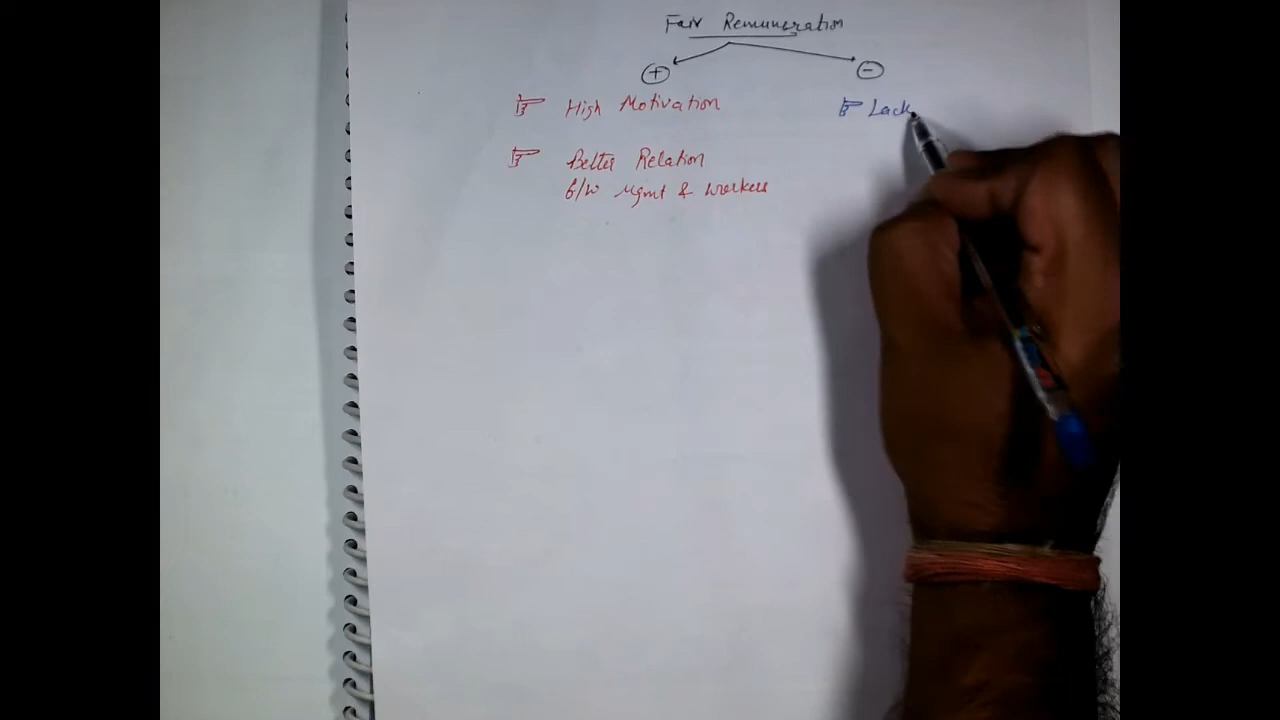 Fair Remuneration
+
-
High Motivation
Better Relation
b/w Mgmt & Workers
Lack